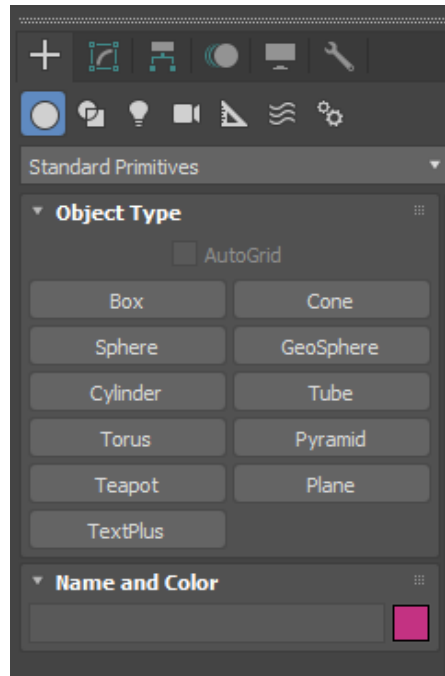 Standard Primitives
Object Type
AutoGrid
Box Cone
Sphere GeoSphere
Cylinder Tube
Torus Pyramid
Teapot Plane
TextPlus
Name and Color